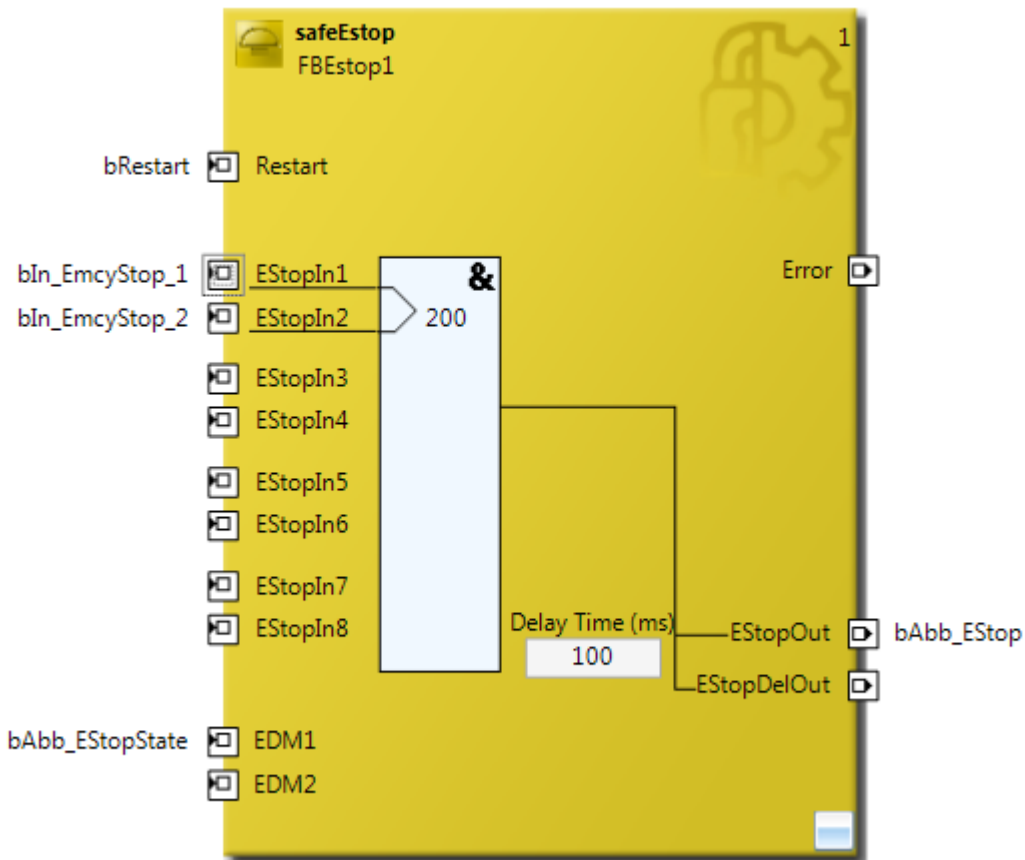 safeEstop
FBEstop1
1
bRestart Restart
bIn_EmcyStop_1 EStopIn1 & Error
bIn_EmcyStop_2 EStopIn2 200
EStopIn3
EStopIn4
EStopIn5
EStopIn6
EStopIn7
EStopIn8 Delay Time (ms) EStopOut bAbb_EStop
100
EStopDelOut
bAbb_EStopState EDM1
EDM2